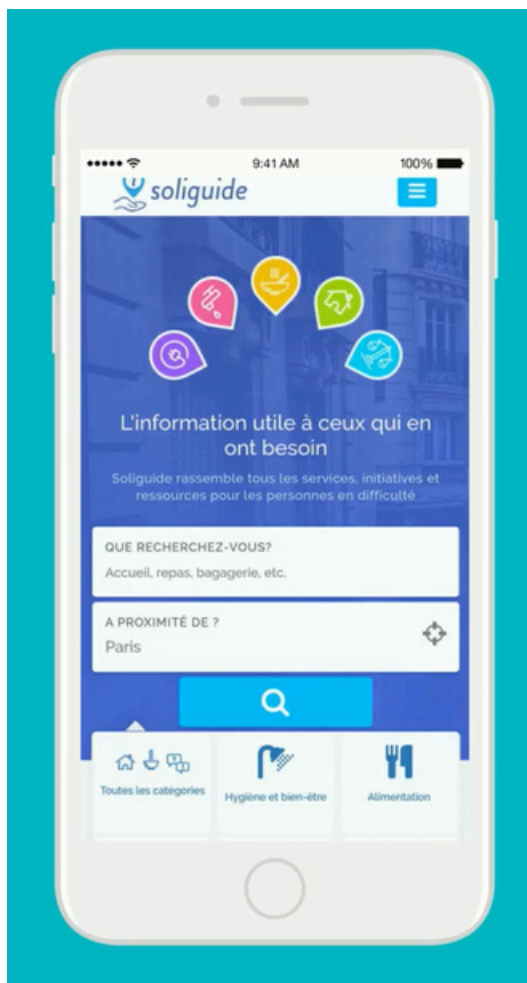 9:41 AM
100%
soliguide
L'information utile à ceux qui en
ont besoin
Soliguide rassemble tous les services, initiatives et
ressources pour les personnes en difficulté
QUE RECHERCHEZ-VOUS?
Accueil, repas, bagagerie, etc.
A PROXIMITÉ DE ?
Paris
Toutes les catégories
Hygiène et bien-être
Alimentation